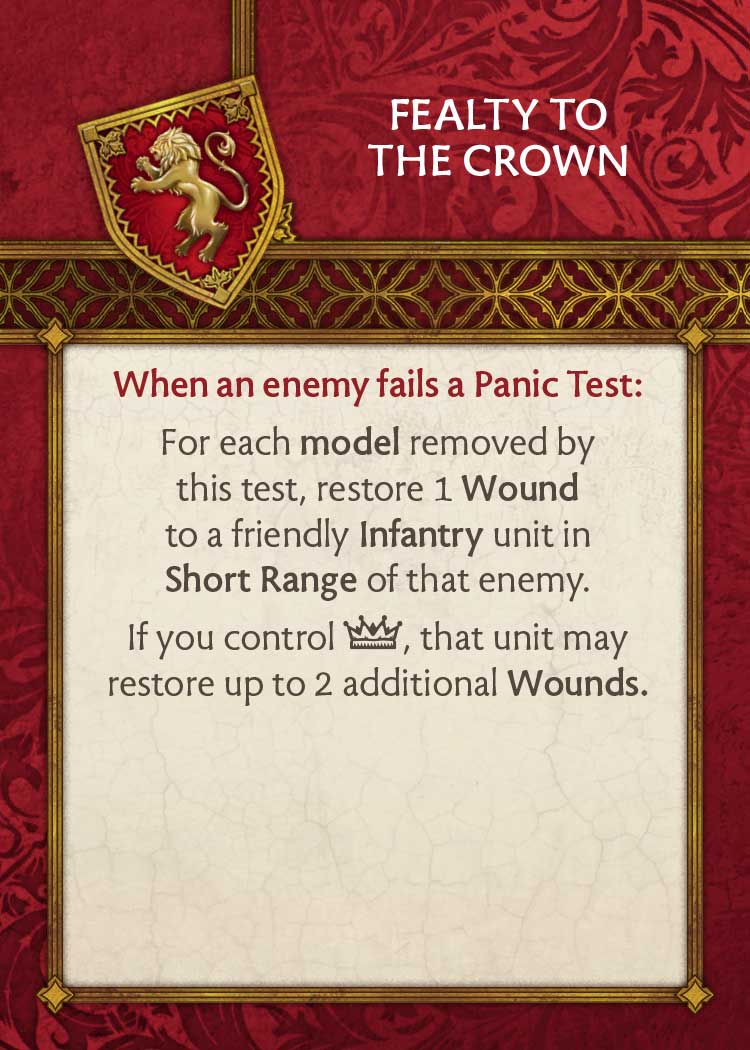 FEALTY TO
THE CROWN
When an enemy fails a Panic Test:
For each model removed by
this test, restore 1 Wound
to a friendly Infantry unit in
Short Range of that enemy.
If you control , that unit may
restore up to 2 additional Wounds.